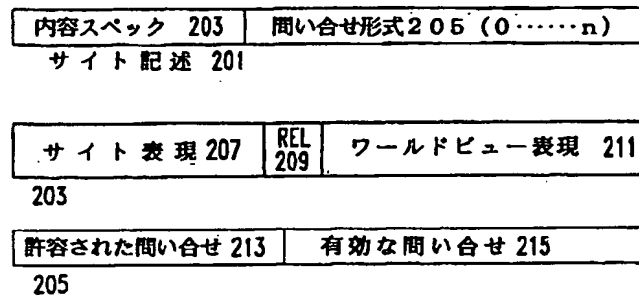 内容スペック 203 問い合せ形式205 (0……n)
サイト記述 201
サイト表現 207 REL 209 ワールドビュー表現 211
203
許容された問い合せ 213 有効な問い合せ 215
205